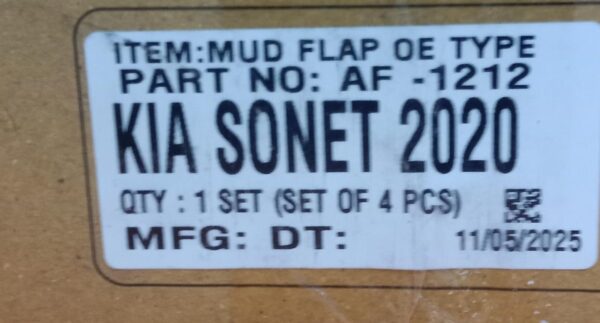 ITEM:MUD FLAP OE TYPE
PART NO: AF -1212
KIA SONET 2020
QTY : 1 SET (SET OF 4 PCS)
MFG: DT: 11/05/2025